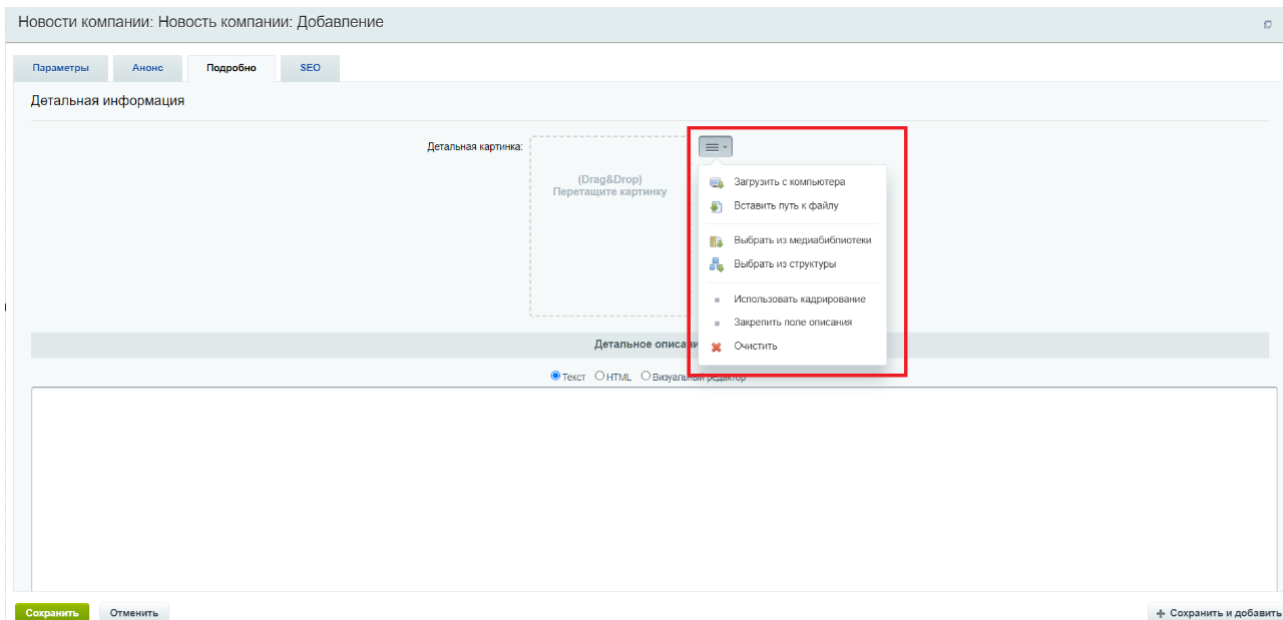 Новости компании: Новость компании: Добавление
Параметры Анонс Подробно SEO
Детальная информация
Детальная картинка:
(Drag&Drop)
Перетащите картинку
Загрузить с компьютера
Вставить путь к файлу
Выбрать из медиабиблиотеки
Выбрать из структуры
Использовать кадрирование
Закрепить поле описания
Очистить
Детальное описани
Текст HTML Визуальный редактор
Сохранить Отменить + Сохранить и добавить